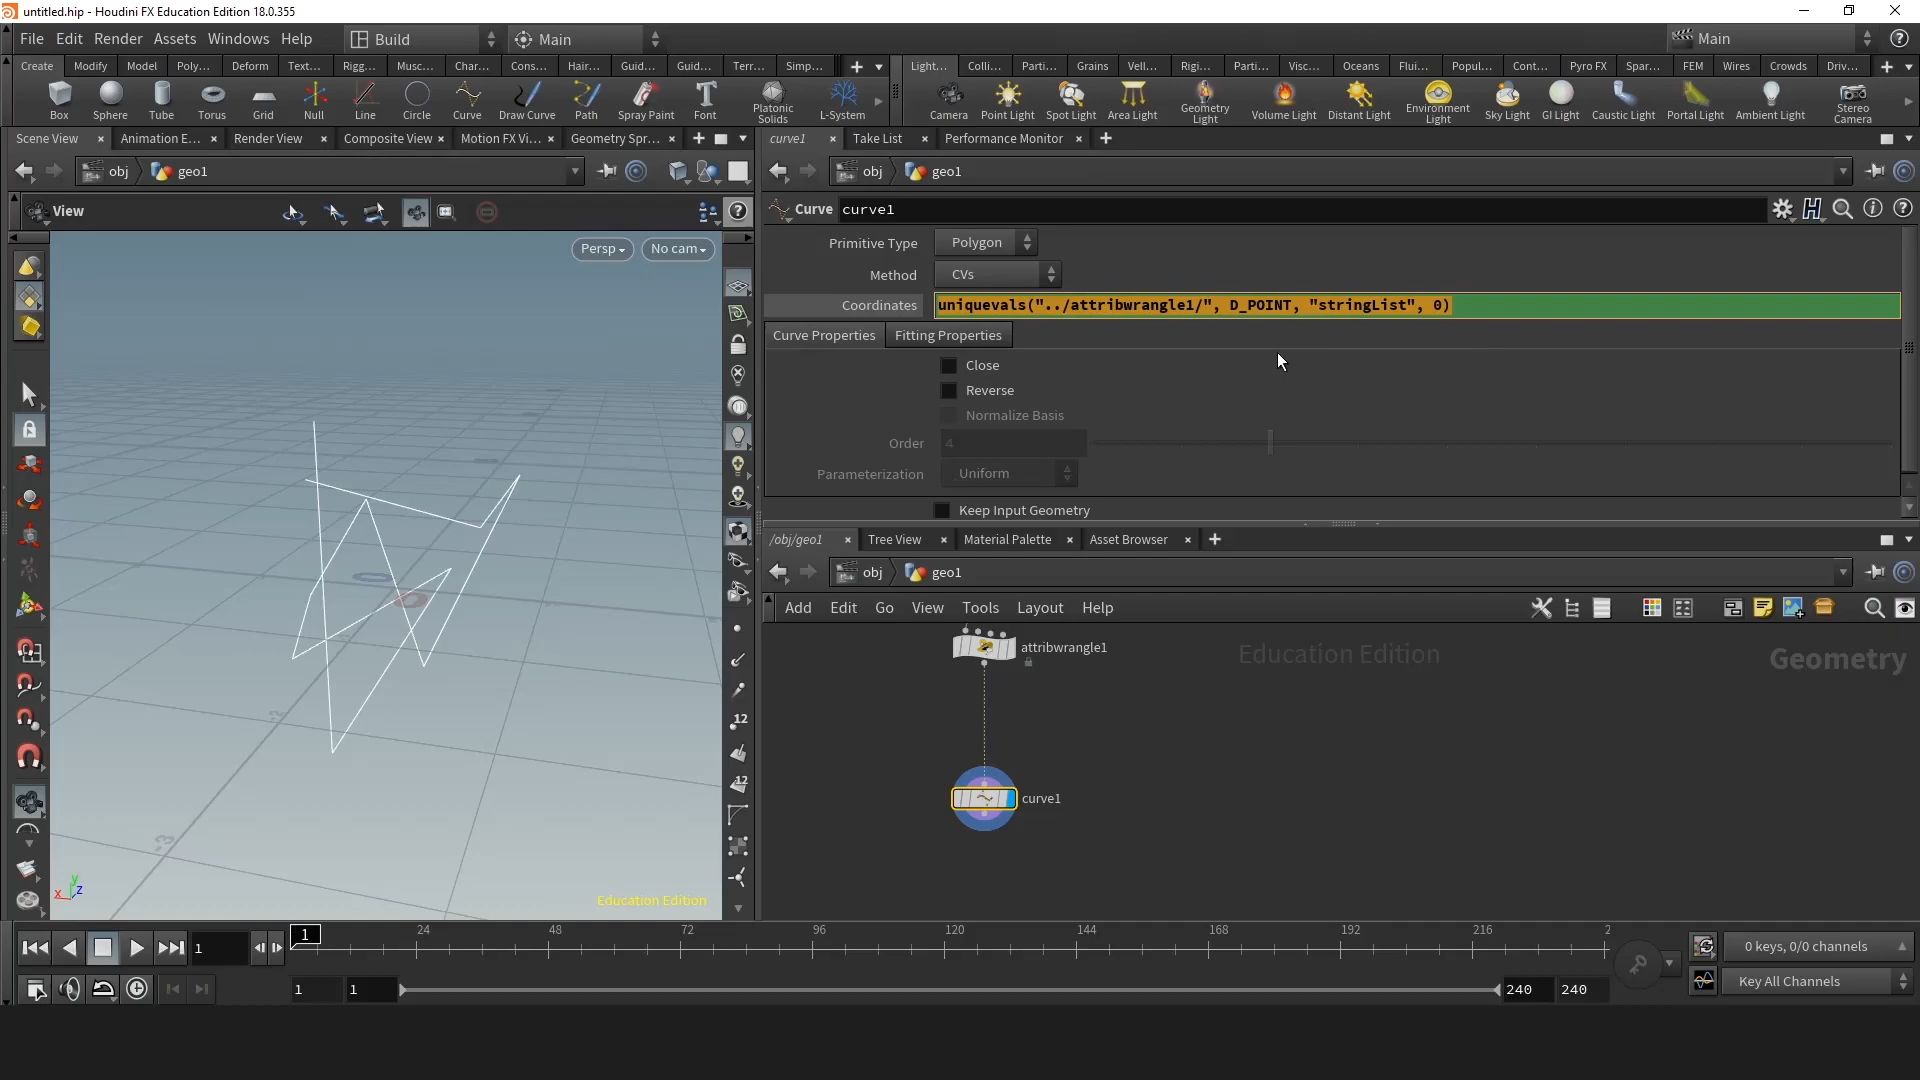 untitled.hip - Houdini FX Education Edition 18.0.355
File Edit Render Assets Windows Help Build Main Main
Create Modify Model Poly... Deform Text... Rigg... Musc... Char... Cons... Hair... Guid... Guid... Terr... Simp...
Light... Colli... Parti... Grains Vell... Rigi... Parti... Visc... Oceans Flui... Popul... Cont... Pyro FX Spar... FEM Wires Crowds Driv...
Box Sphere Tube Torus Grid Null Line Circle Curve Draw Curve Path Spray Paint Font Platonic Solids L-System
Camera Point Light Spot Light Area Light Geometry Light Volume Light Distant Light Environment Light Sky Light GI Light Caustic Light Portal Light Ambient Light Stereo Camera
Scene View Animation E... Render View Composite View Motion FX Vi... Geometry Spr...
curve1 Take List Performance Monitor
obj geo1
obj geo1
View
Curve curve1
Persp No cam
Primitive Type Polygon
Method CVs
Coordinates uniquevals("../attribwrangle1/", D_POINT, "stringList", 0)
Curve Properties Fitting Properties
Close
Reverse
Normalize Basis
Order 4
Parameterization Uniform
Keep Input Geometry
/obj/geo1 Tree View Material Palette Asset Browser
obj geo1
Add Edit Go View Tools Layout Help
attribwrangle1
Education Edition
Geometry
curve1
12
12
x y z
Education Edition
1 1 24 48 72 96 120 144 168 192 216 2
0 keys, 0/0 channels
1 1 240 240
Key All Channels